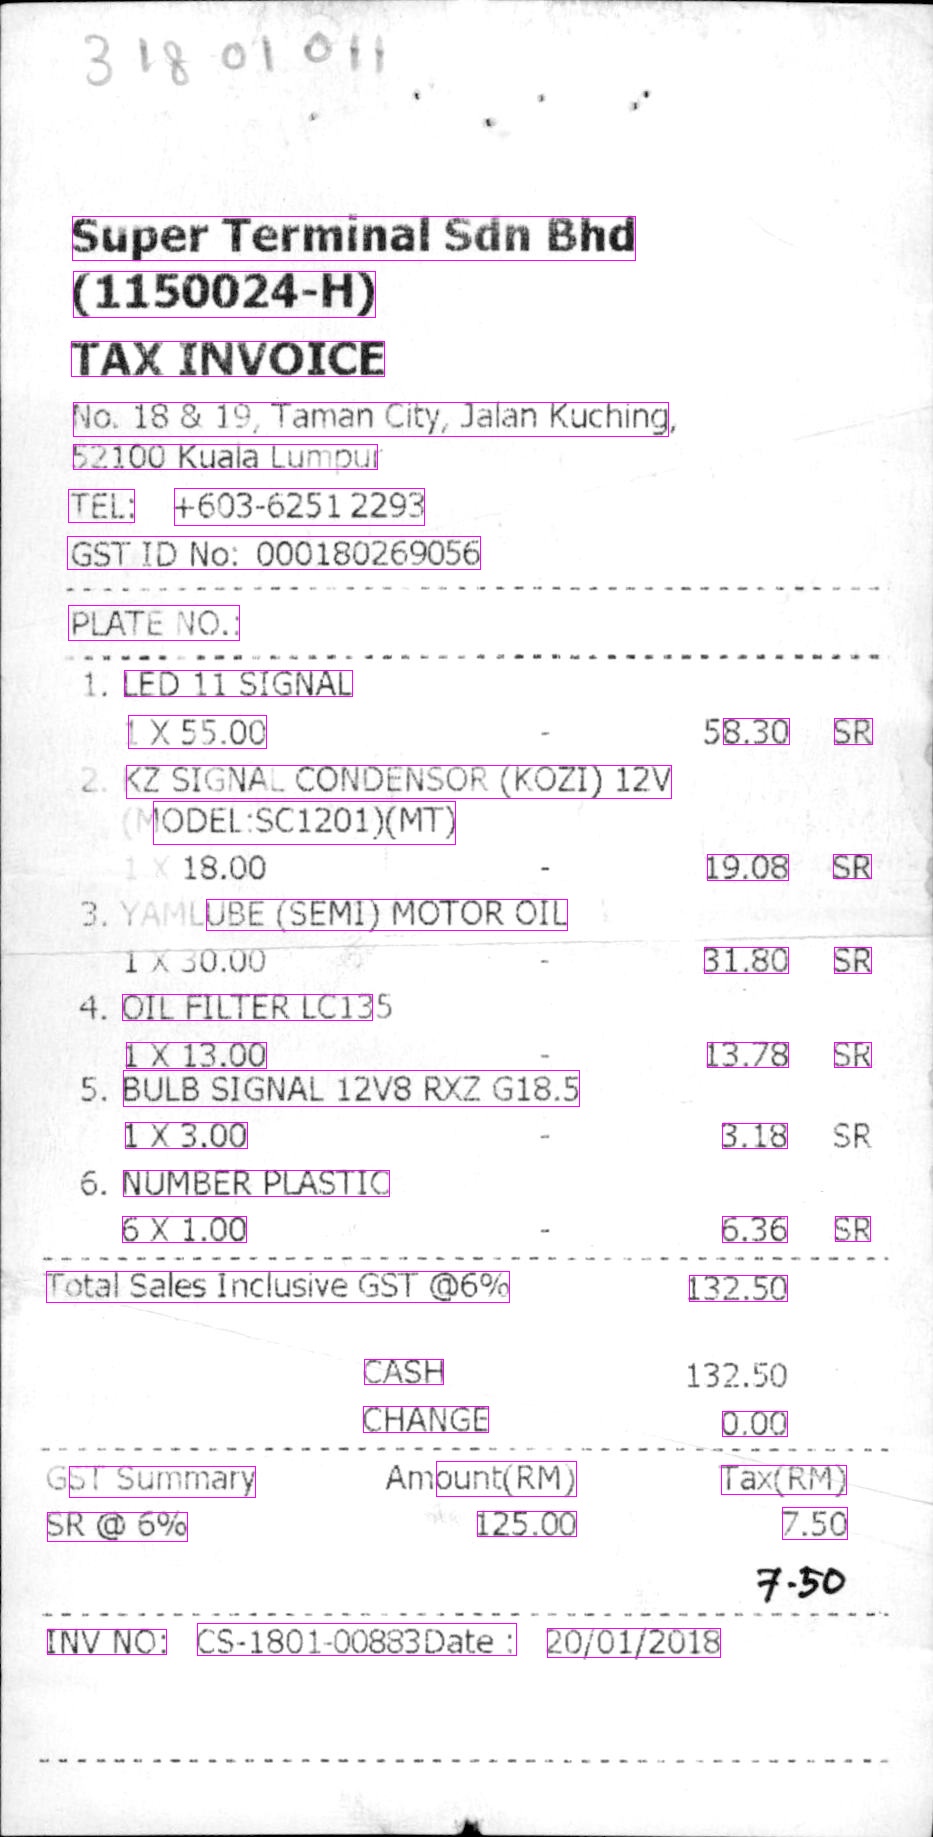 3 18 01 011
Super Terminal Sdn Bhd
(1150024-H)
TAX INVOICE
No. 18 & 19, Taman City, Jalan Kuching,
52100 Kuala Lumpur
TEL: +603-6251 2293
GST ID No: 000180269056
PLATE NO.:
1. LED 11 SIGNAL
1 X 55.00 - 58.30 SR
2. KZ SIGNAL CONDENSOR (KOZI) 12V
(MODEL:SC1201)(MT)
1 X 18.00 - 19.08 SR
3. YAMLUBE (SEMI) MOTOR OIL
1 X 30.00 - 31.80 SR
4. OIL FILTER LC135
1 X 13.00 - 13.78 SR
5. BULB SIGNAL 12V8 RXZ G18.5
1 X 3.00 - 3.18 SR
6. NUMBER PLASTIC
6 X 1.00 - 6.36 SR
Total Sales Inclusive GST @6% 132.50
CASH 132.50
CHANGE 0.00
GST Summary Amount(RM) Tax(RM)
SR @ 6% 125.00 7.50
7.50
INV NO: CS-1801-00883 Date : 20/01/2018